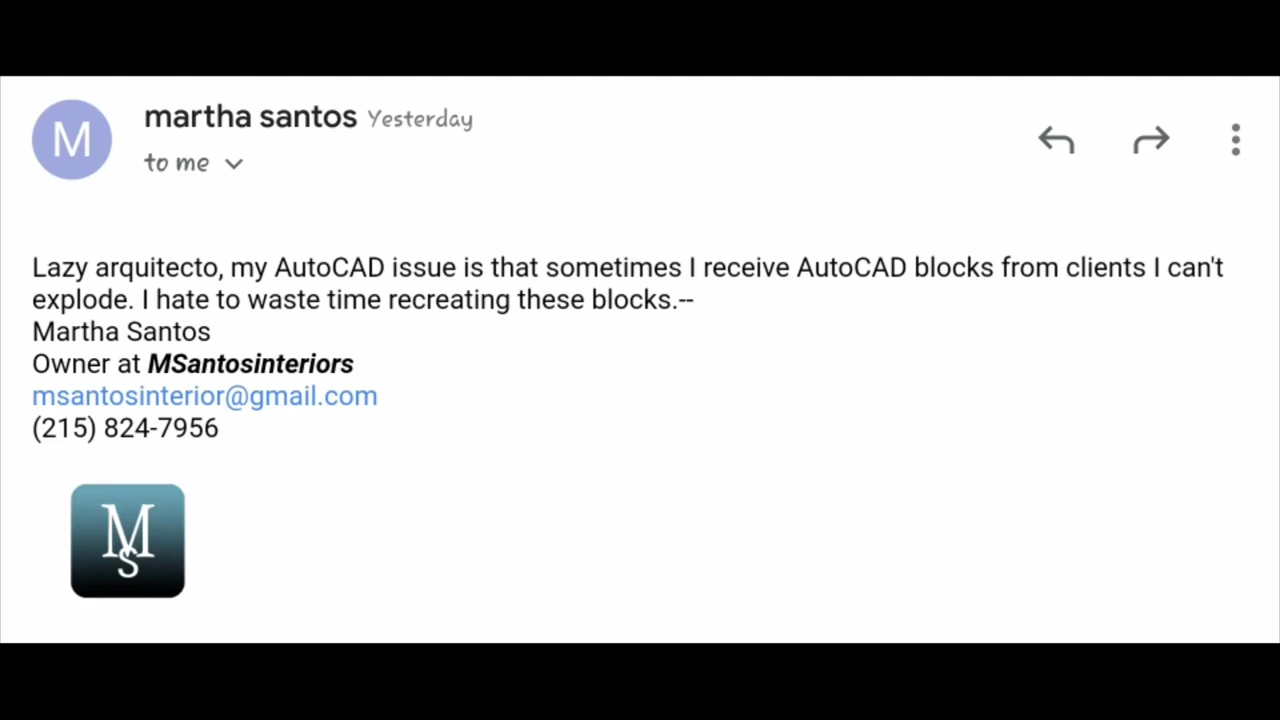 M
martha santos Yesterday
to me
Lazy arquitecto, my AutoCAD issue is that sometimes I receive AutoCAD blocks from clients I can't
explode. I hate to waste time recreating these blocks.--
Martha Santos
Owner at MSantosinteriors
msantosinterior@gmail.com
(215) 824-7956
M
S